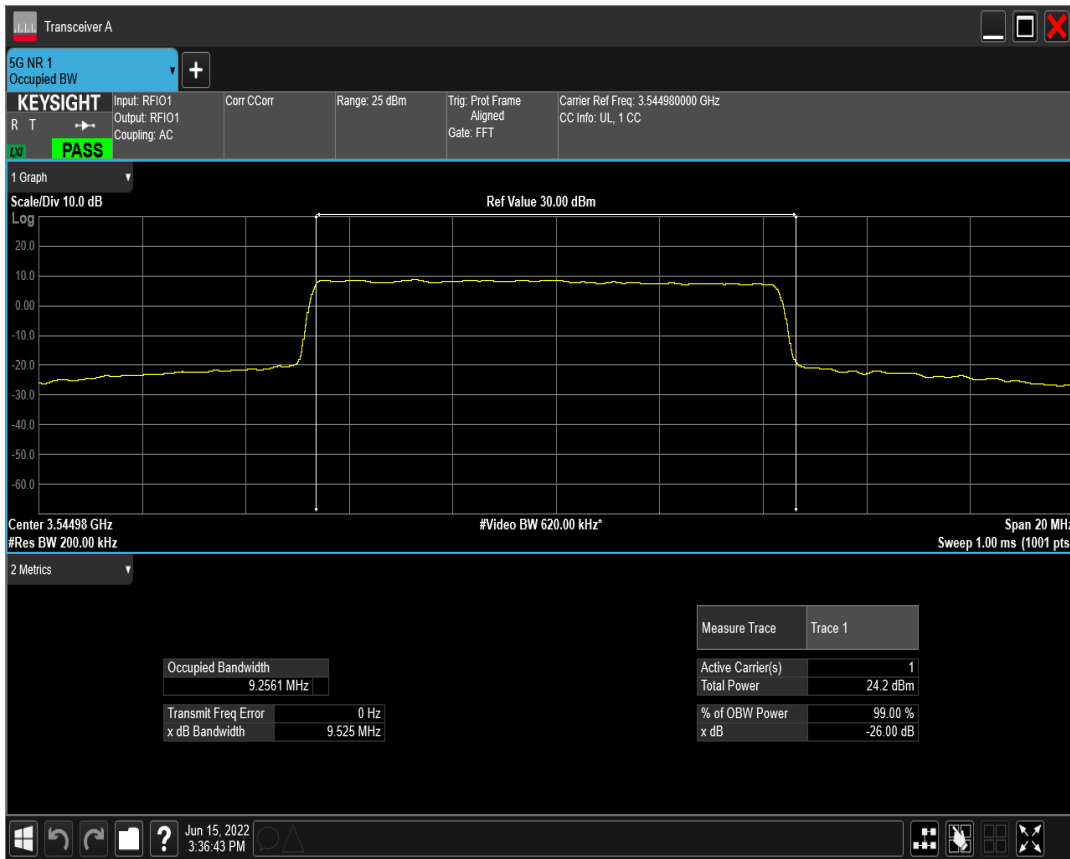 Transceiver A
5G NR 1
Occupied BW
KEYSIGHT
R T
LXI
PASS
Input: RFIO1
Output: RFIO1
Coupling: AC
Corr CCorr
Range: 25 dBm
Trig: Prot Frame
Aligned
Gate: FFT
Carrier Ref Freq: 3.544980000 GHz
CC Info: UL, 1 CC
1 Graph
Scale/Div 10.0 dB
Ref Value 30.00 dBm
Log
20.0
10.0
0.00
-10.0
-20.0
-30.0
-40.0
-50.0
-60.0
Center 3.54498 GHz
#Video BW 620.00 kHz*
Span 20 MHz
#Res BW 200.00 kHz
Sweep 1.00 ms (1001 pts
2 Metrics
Measure Trace Trace 1
Occupied Bandwidth
9.2561 MHz
Active Carrier(s) 1
Total Power 24.2 dBm
Transmit Freq Error 0 Hz
x dB Bandwidth 9.525 MHz
% of OBW Power 99.00 %
x dB -26.00 dB
?
Jun 15, 2022
3:36:43 PM